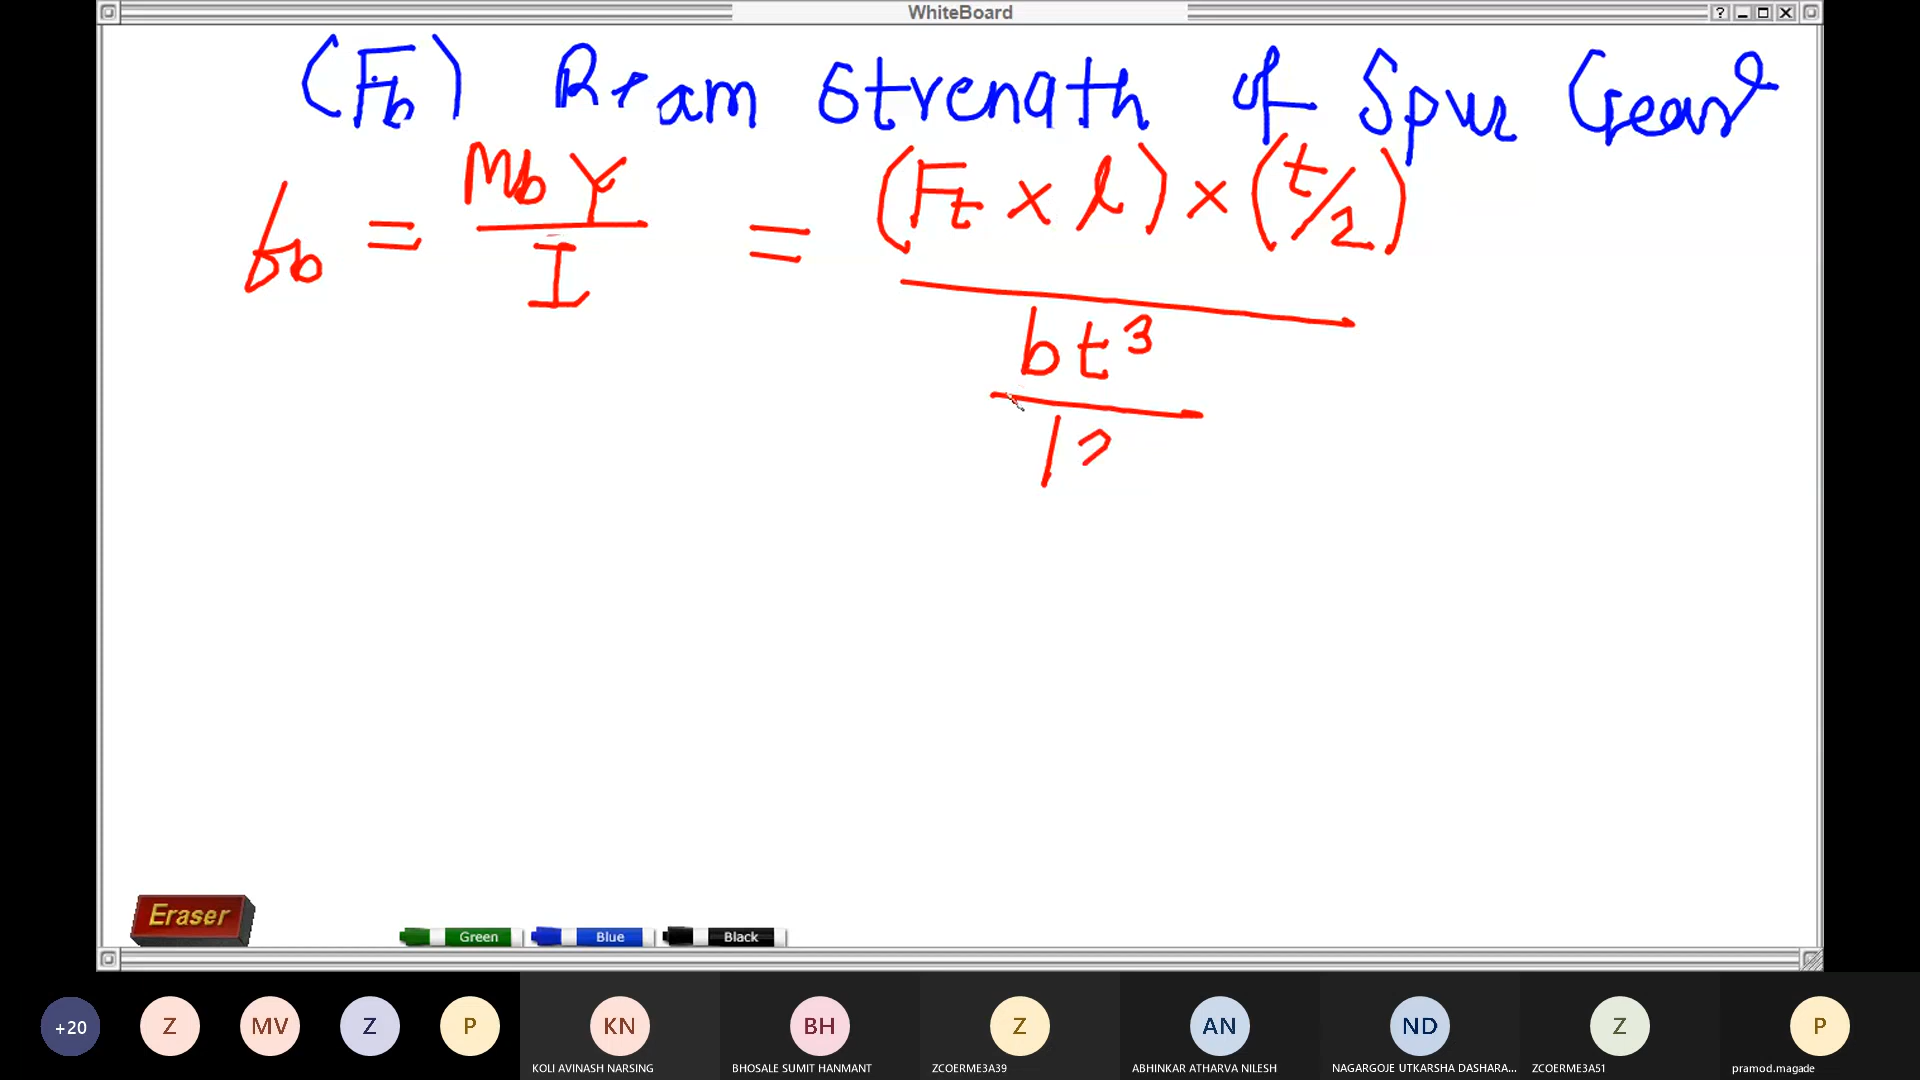 WhiteBoard
(Fb) Beam Strength of Spur Gear
σb = Mb Y / I = (Ft × l) × (t/2) / (bt³ / 12)
Eraser
Green Blue Black
+20 Z MV Z P KN BH Z AN ND Z P
KOLI AVINASH NARSING BHOSALE SUMIT HANMANT ZCOERME3A39 ABHINKAR ATHARVA NILESH NAGARGOJE UTKARSHA DASHARA... ZCOERME3A51 pramod.magade